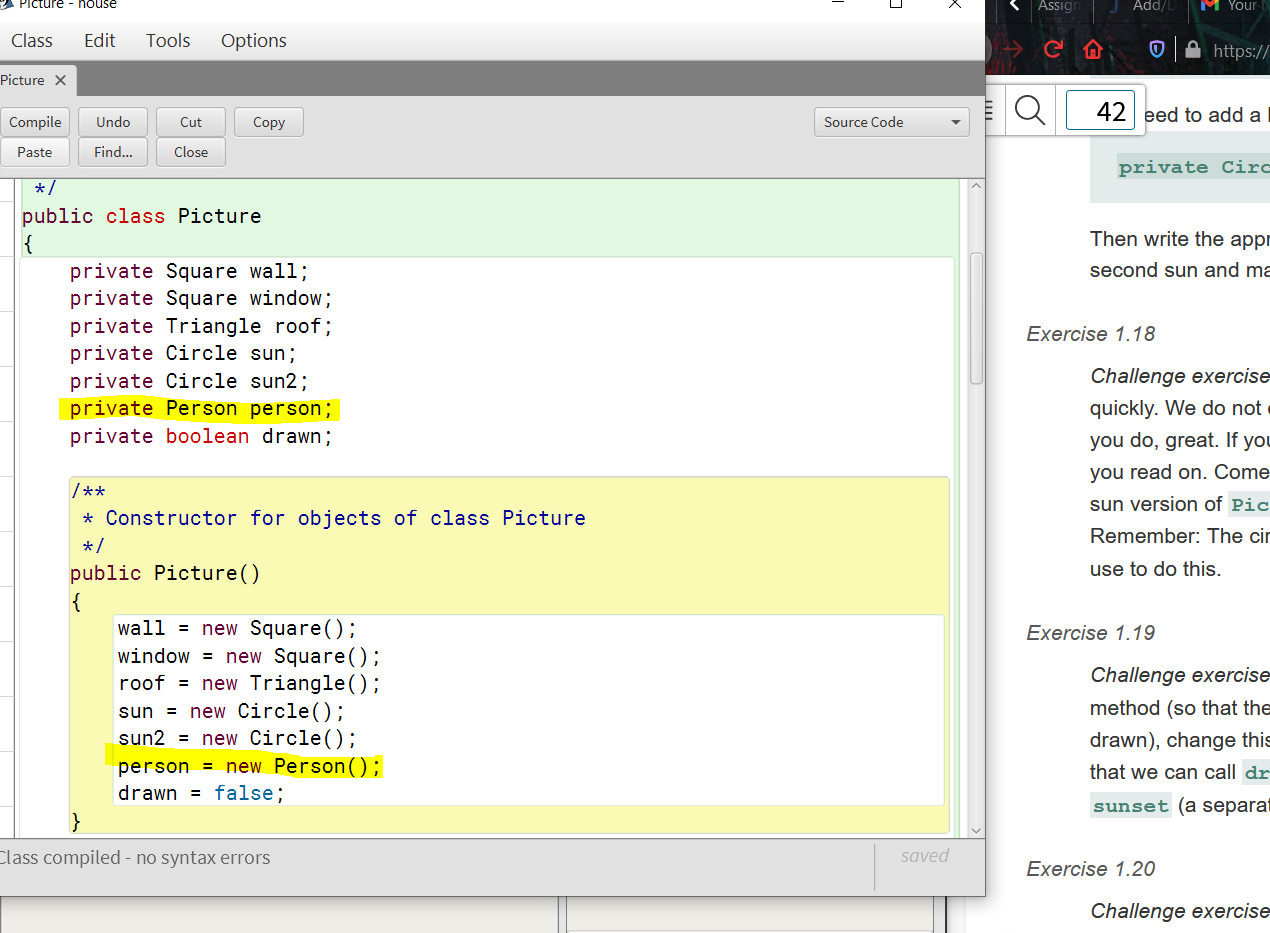 Picture - house
Class Edit Tools Options
Picture ✕
Compile Undo Cut Copy Source Code
Paste Find... Close
*/
public class Picture
{
private Square wall;
private Square window;
private Triangle roof;
private Circle sun;
private Circle sun2;
private Person person;
private boolean drawn;
/**
* Constructor for objects of class Picture
*/
public Picture()
{
wall = new Square();
window = new Square();
roof = new Triangle();
sun = new Circle();
sun2 = new Circle();
person = new Person();
drawn = false;
}
Class compiled - no syntax errors
saved
Assign Add/ Your
https://
42 eed to add a
private Circ
Then write the appr
second sun and ma
Exercise 1.18
Challenge exercise
quickly. We do not
you do, great. If you
you read on. Come
sun version of Pic
Remember: The cir
use to do this.
Exercise 1.19
Challenge exercise
method (so that the
drawn), change this
that we can call dr
sunset (a separat
Exercise 1.20
Challenge exercise